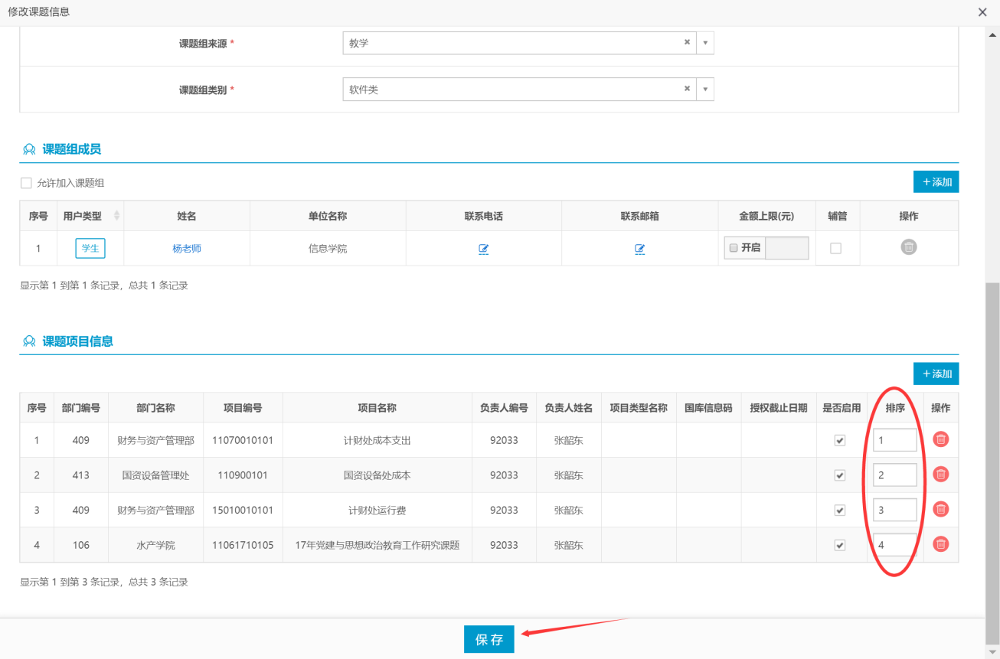 修改课题信息
课题组来源 * 教学
课题组类别 * 软件类
课题组成员
允许加入课题组
+添加
序号 用户类型 姓名 单位名称 联系电话 联系邮箱 金额上限(元) 辅管 操作
1 学生 杨老师 信息学院 开启
显示第 1 到第 1 条记录，总共 1 条记录
课题项目信息
+添加
序号 部门编号 部门名称 项目编号 项目名称 负责人编号 负责人姓名 项目类型名称 国库信息码 授权截止日期 是否启用 排序 操作
1 409 财务与资产管理部 11070010101 计财处成本支出 92033 张韶东 1
2 413 国资设备管理处 110900101 国资设备处成本 92033 张韶东 2
3 409 财务与资产管理部 15010010101 计财处运行费 92033 张韶东 3
4 106 水产学院 11061710105 17年党建与思想政治教育工作研究课题 92033 张韶东 4
显示第 1 到第 3 条记录，总共 3 条记录
保存